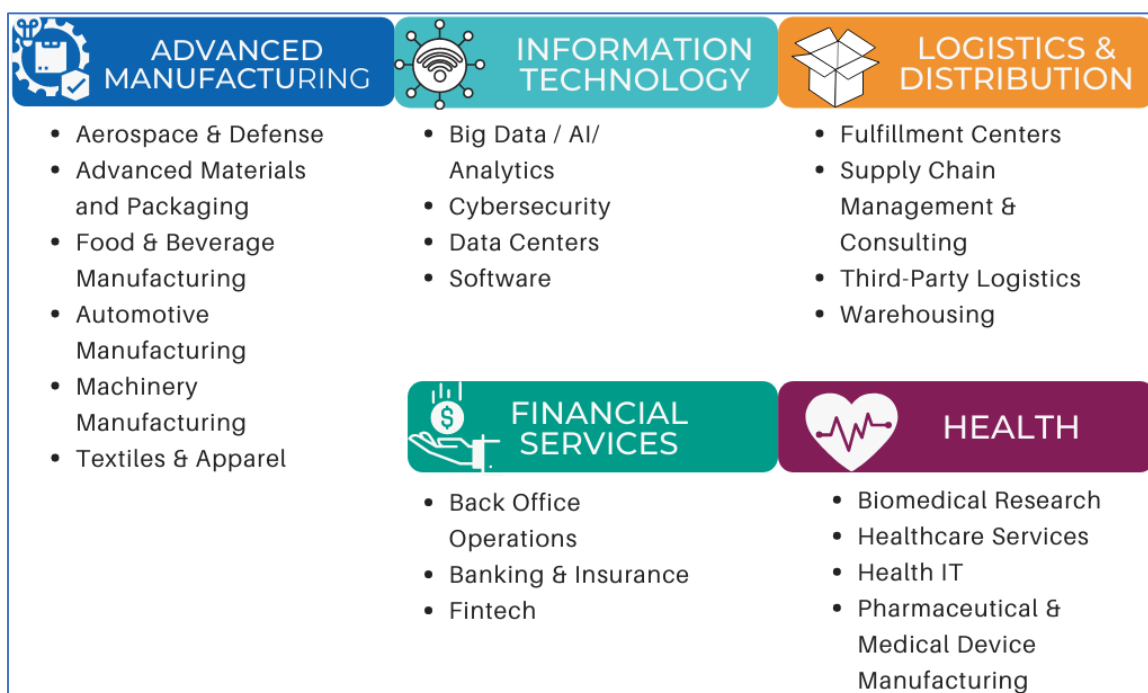 ADVANCED
MANUFACTURING
• Aerospace & Defense
• Advanced Materials
and Packaging
• Food & Beverage
Manufacturing
• Automotive
Manufacturing
• Machinery
Manufacturing
• Textiles & Apparel
INFORMATION
TECHNOLOGY
• Big Data / AI/
Analytics
• Cybersecurity
• Data Centers
• Software
LOGISTICS &
DISTRIBUTION
• Fulfillment Centers
• Supply Chain
Management &
Consulting
• Third-Party Logistics
• Warehousing
$
FINANCIAL
SERVICES
• Back Office
Operations
• Banking & Insurance
• Fintech
HEALTH
• Biomedical Research
• Healthcare Services
• Health IT
• Pharmaceutical &
Medical Device
Manufacturing